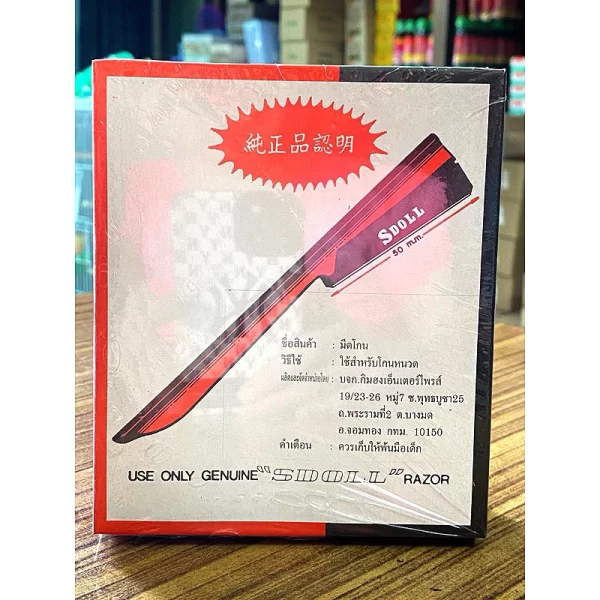 純正品認明
SDOLL
50 m.m.
ชื่อสินค้า : มีดโกน
วิธีใช้ : ใช้สำหรับโกนหนวด
ผลิตและจัดจำหน่ายโดย : บจก.กิมฮงเอ็นเตอร์ไพรส์
19/23-26 หมู่7 ซ.พุทธบูชา25
ถ.พระรามที่2 ต.บางมด
อ.จอมทอง กทม. 10150
คำเตือน : ควรเก็บให้พ้นมือเด็ก
USE ONLY GENUINE "SDOLL" RAZOR